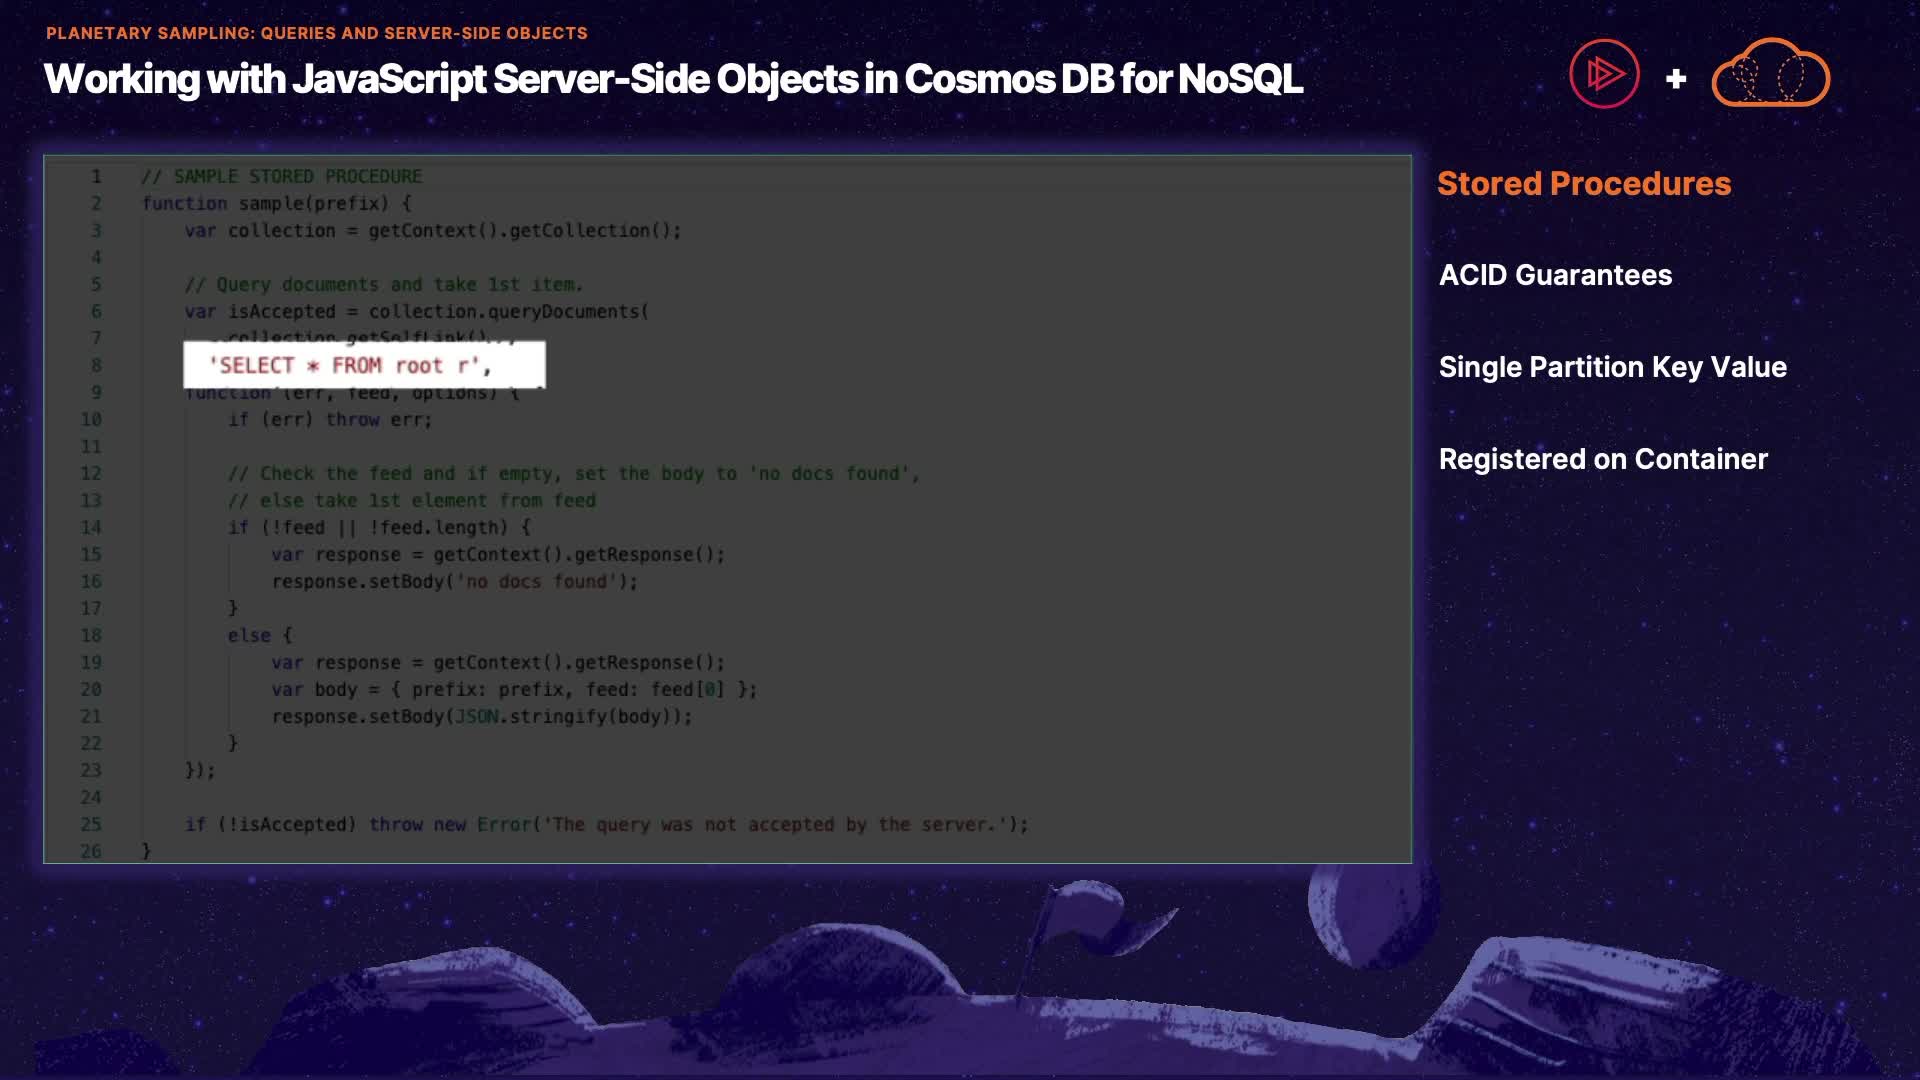 PLANETARY SAMPLING: QUERIES AND SERVER-SIDE OBJECTS
Working with JavaScript Server-Side Objects in Cosmos DB for NoSQL
+
1 // SAMPLE STORED PROCEDURE
2 function sample(prefix) {
3 var collection = getContext().getCollection();
4
5 // Query documents and take 1st item.
6 var isAccepted = collection.queryDocuments(
7 collection.getSelfLink(),
8 'SELECT * FROM root r',
9 function (err, feed, options) {
10 if (err) throw err;
11
12 // Check the feed and if empty, set the body to 'no docs found',
13 // else take 1st element from feed
14 if (!feed || !feed.length) {
15 var response = getContext().getResponse();
16 response.setBody('no docs found');
17 }
18 else {
19 var response = getContext().getResponse();
20 var body = { prefix: prefix, feed: feed[0] };
21 response.setBody(JSON.stringify(body));
22 }
23 });
24
25 if (!isAccepted) throw new Error('The query was not accepted by the server.');
26 }
Stored Procedures
ACID Guarantees
Single Partition Key Value
Registered on Container